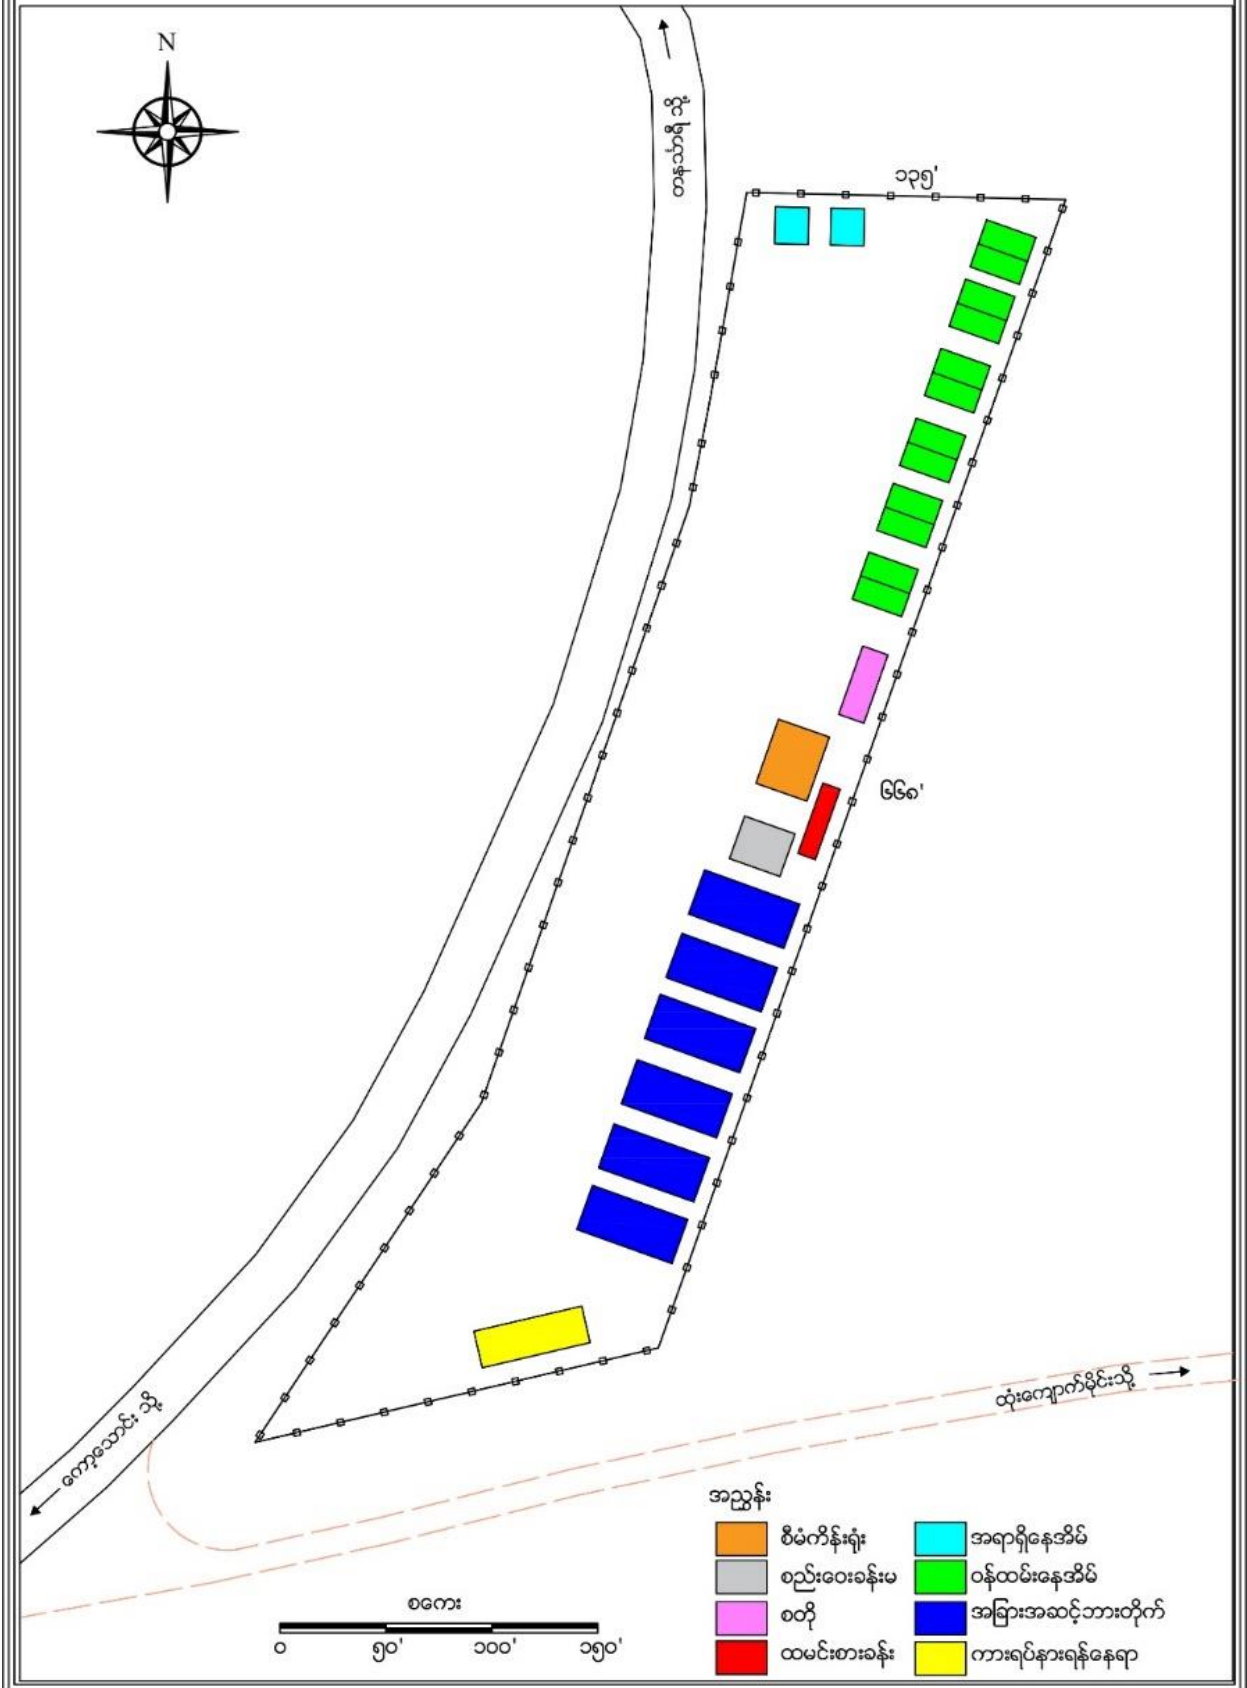 N
၁၃၅'
၆၆၈'
ကော့သောင်း သို့
ထုံးကျောက်မိုင်းသို့
အညွှန်း
စီမံကိန်းရုံး
အရာရှိနေအိမ်
စည်းဝေးခန်းမ
ဝန်ထမ်းနေအိမ်
စတို
အခြားအဆင့်ဘားတိုက်
ထမင်းစားခန်း
ကားရပ်နားရန်နေရာ
စကေး
၀ ၅၀' ၁၀၀' ၁၅၀'